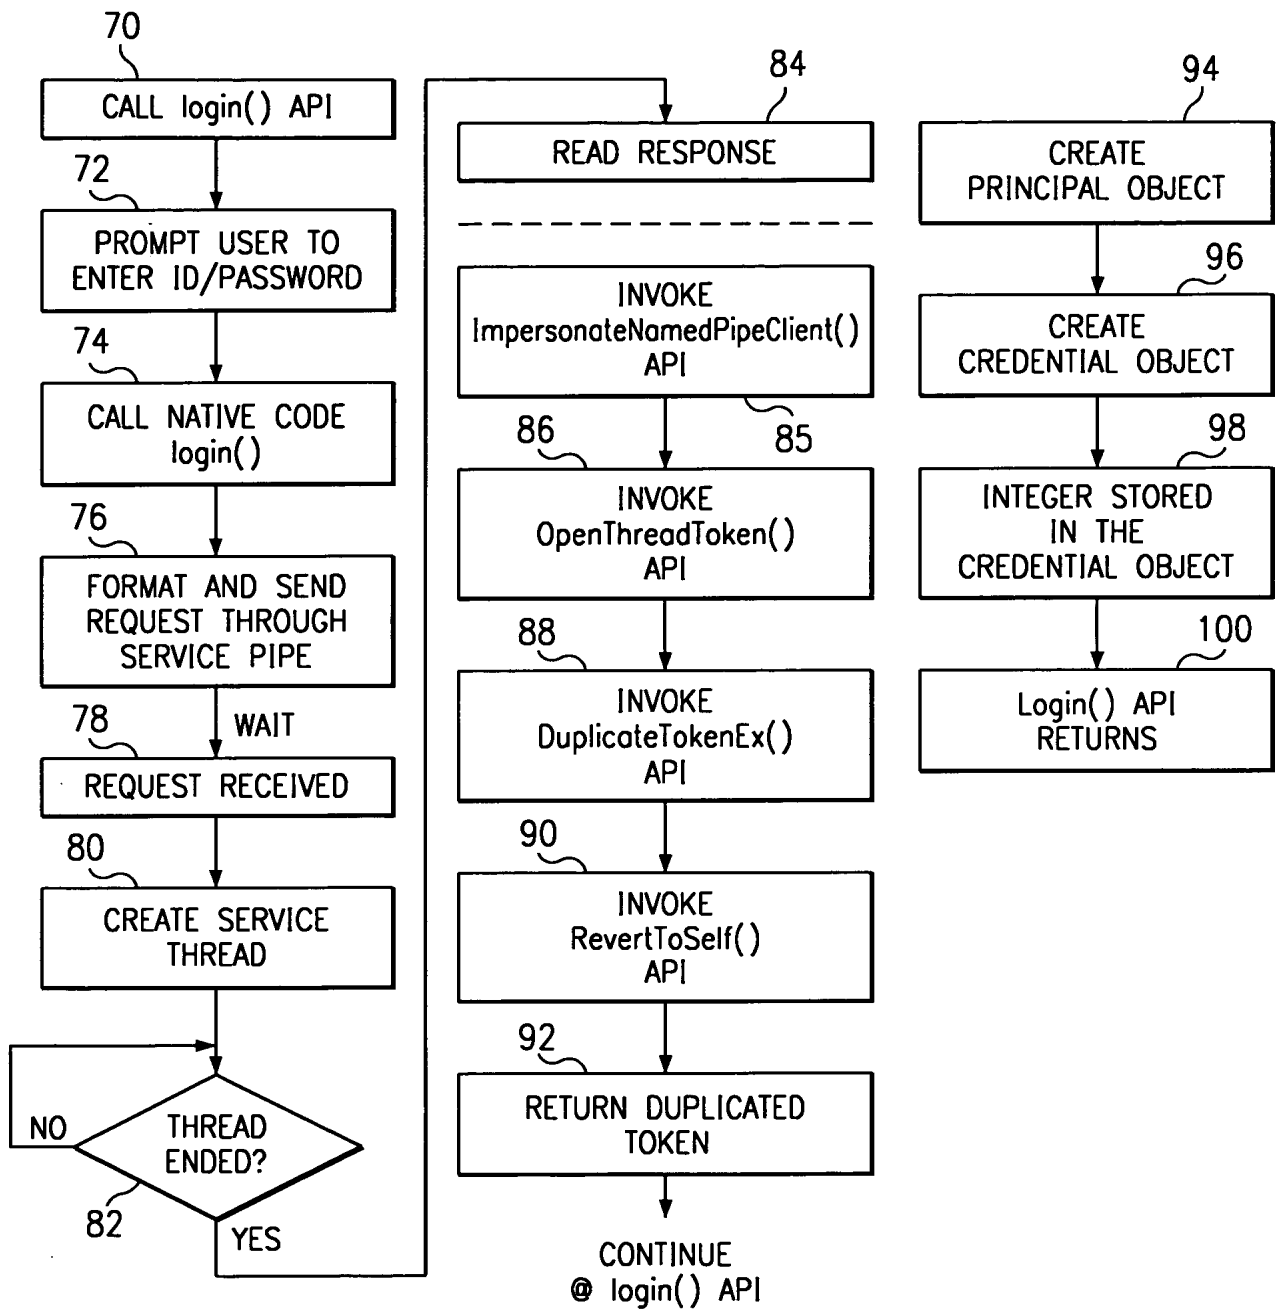 70
CALL login() API
72
PROMPT USER TO
ENTER ID/PASSWORD
74
CALL NATIVE CODE
login()
76
FORMAT AND SEND
REQUEST THROUGH
SERVICE PIPE
WAIT
78
REQUEST RECEIVED
80
CREATE SERVICE
THREAD
NO
THREAD
ENDED?
82
YES
84
READ RESPONSE
INVOKE
ImpersonateNamedPipeClient()
API
85
86
INVOKE
OpenThreadToken()
API
88
INVOKE
DuplicateTokenEx()
API
90
INVOKE
RevertToSelf()
API
92
RETURN DUPLICATED
TOKEN
CONTINUE
@ login() API
94
CREATE
PRINCIPAL OBJECT
96
CREATE
CREDENTIAL OBJECT
98
INTEGER STORED
IN THE
CREDENTIAL OBJECT
100
Login() API
RETURNS